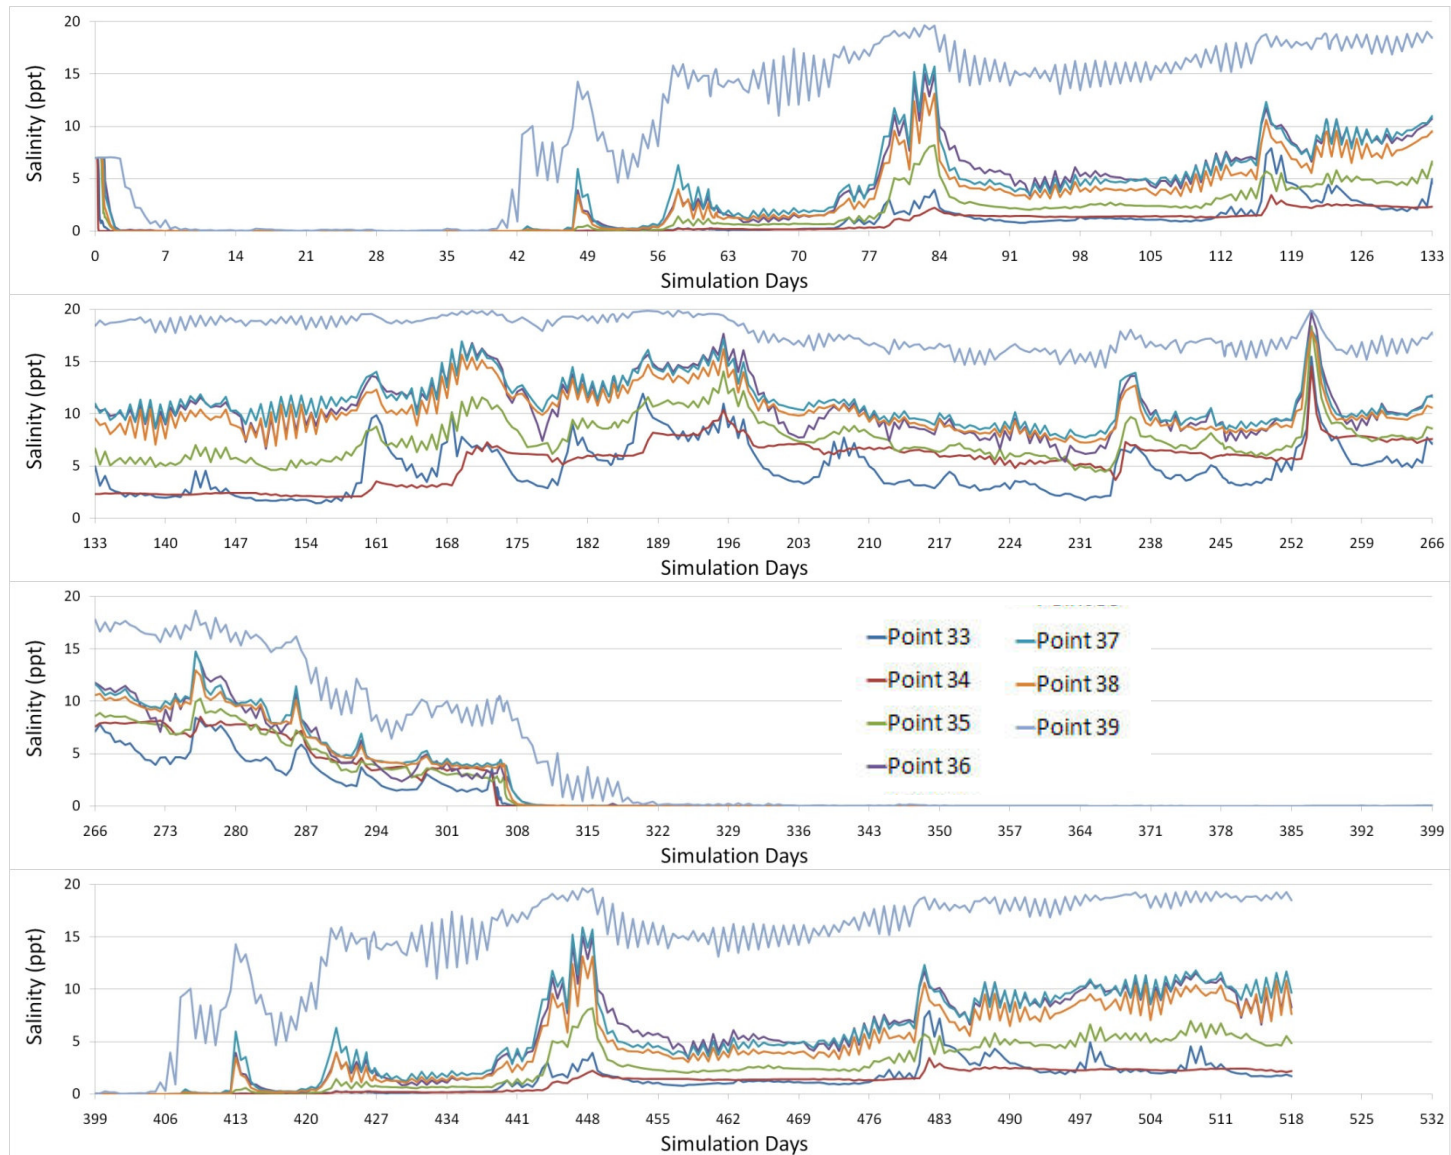 20
15
10
5
0
Salinity (ppt)
0 7 14 21 28 35 42 49 56 63 70 77 84 91 98 105 112 119 126 133
Simulation Days
20
15
10
5
0
Salinity (ppt)
133 140 147 154 161 168 175 182 189 196 203 210 217 224 231 238 245 252 259 266
Simulation Days
20
15
10
5
0
Salinity (ppt)
Point 33 Point 37
Point 34 Point 38
Point 35 Point 39
Point 36
266 273 280 287 294 301 308 315 322 329 336 343 350 357 364 371 378 385 392 399
Simulation Days
20
15
10
5
0
Salinity (ppt)
399 406 413 420 427 434 441 448 455 462 469 476 483 490 497 504 511 518 525 532
Simulation Days